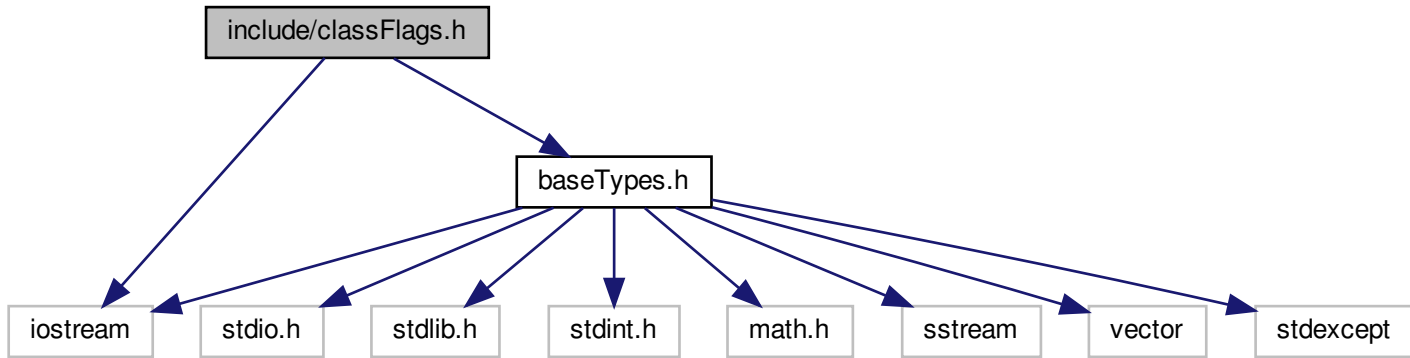 include/classFlags.h
baseTypes.h
iostream
stdio.h
stdlib.h
stdint.h
math.h
sstream
vector
stdexcept